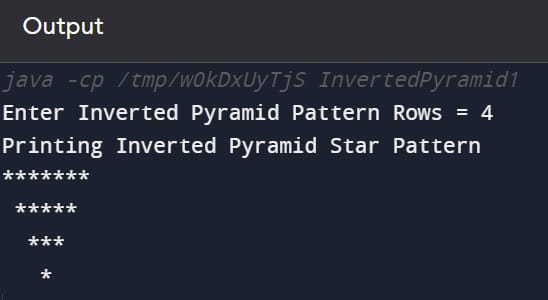 Output
java -cp /tmp/wOkDxUyTjS InvertedPyramid1
Enter Inverted Pyramid Pattern Rows = 4
Printing Inverted Pyramid Star Pattern
*******
 *****
  ***
   *